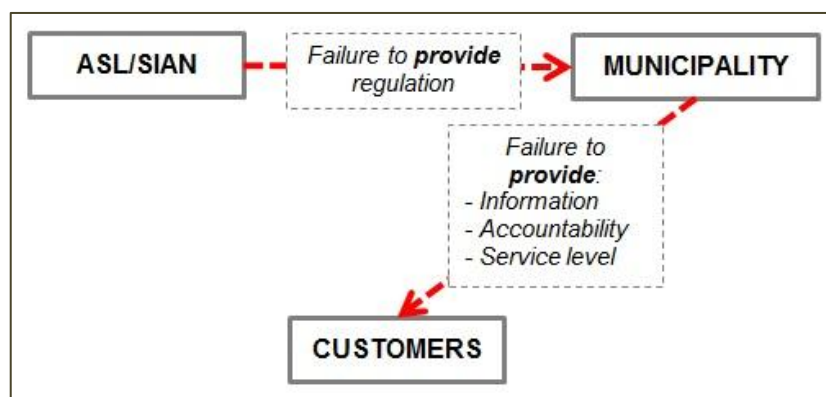 ASL/SIAN
Failure to provide
regulation
MUNICIPALITY
Failure to
provide:
- Information
- Accountability
- Service level
CUSTOMERS